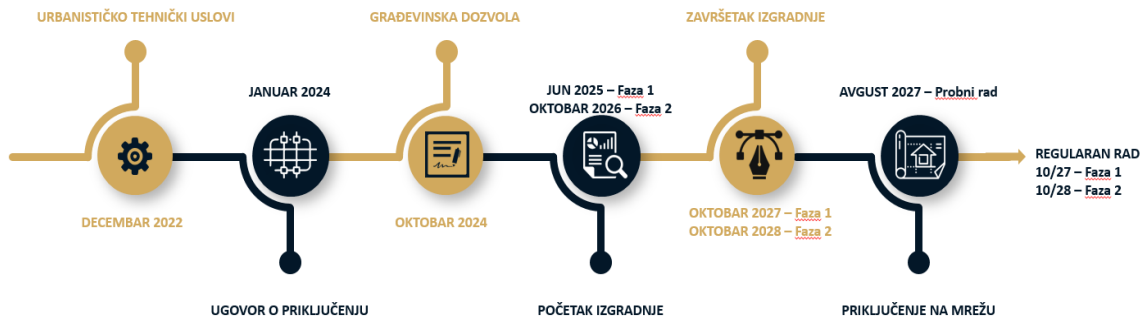 URBANISTIČKO TEHNIČKI USLOVI
DECEMBAR 2022
JANUAR 2024
UGOVOR O PRIKLJUČENJU
GRAĐEVINSKA DOZVOLA
OKTOBAR 2024
JUN 2025 – Faza 1
OKTOBAR 2026 – Faza 2
POČETAK IZGRADNJE
ZAVRŠETAK IZGRADNJE
OKTOBAR 2027 – Faza 1
OKTOBAR 2028 – Faza 2
AVGUST 2027 – Probni rad
PRIKLJUČENJE NA MREŽU
REGULARAN RAD
10/27 – Faza 1
10/28 – Faza 2